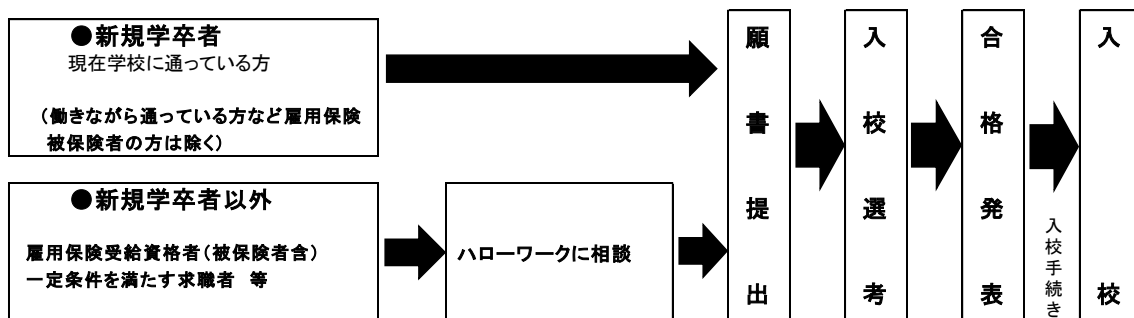 ●新規学卒者
現在学校に通っている方
（働きながら通っている方など雇用保険
被保険者の方は除く）
●新規学卒者以外
雇用保険受給資格者（被保険者含）
一定条件を満たす求職者　等
ハローワークに相談
願書提出
入校選考
合格発表
入校手続き
入校